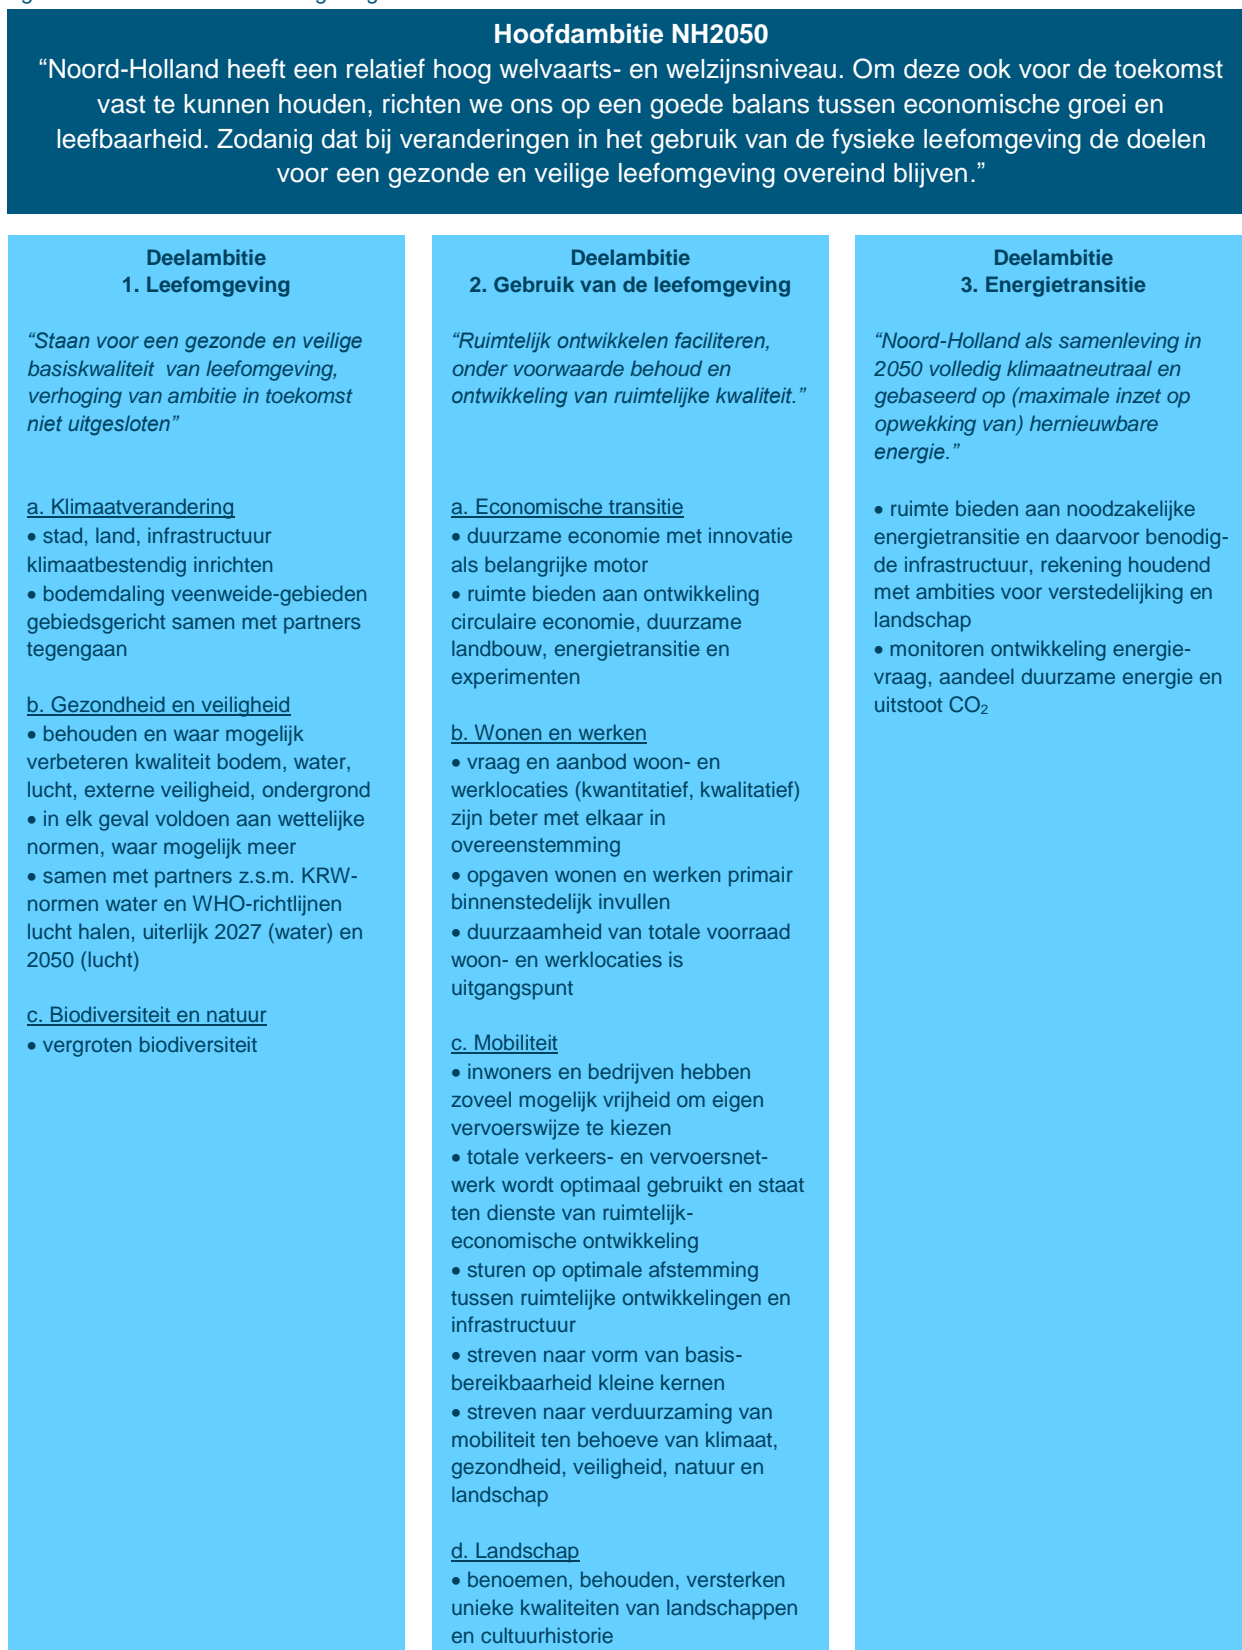 Hoofdambitie NH2050
“Noord-Holland heeft een relatief hoog welvaarts- en welzijnsniveau. Om deze ook voor de toekomst
vast te kunnen houden, richten we ons op een goede balans tussen economische groei en
leefbaarheid. Zodanig dat bij veranderingen in het gebruik van de fysieke leefomgeving de doelen
voor een gezonde en veilige leefomgeving overeind blijven.”
Deelambitie
1. Leefomgeving
“Staan voor een gezonde en veilige
basiskwaliteit van leefomgeving,
verhoging van ambitie in toekomst
niet uitgesloten”
a. Klimaatverandering
• stad, land, infrastructuur
klimaatbestendig inrichten
• bodemdaling veenweide-gebieden
gebiedsgericht samen met partners
tegengaan
b. Gezondheid en veiligheid
• behouden en waar mogelijk
verbeteren kwaliteit bodem, water,
lucht, externe veiligheid, ondergrond
• in elk geval voldoen aan wettelijke
normen, waar mogelijk meer
• samen met partners z.s.m. KRW-
normen water en WHO-richtlijnen
lucht halen, uiterlijk 2027 (water) en
2050 (lucht)
c. Biodiversiteit en natuur
• vergroten biodiversiteit
Deelambitie
2. Gebruik van de leefomgeving
“Ruimtelijk ontwikkelen faciliteren,
onder voorwaarde behoud en
ontwikkeling van ruimtelijke kwaliteit.”
a. Economische transitie
• duurzame economie met innovatie
als belangrijke motor
• ruimte bieden aan ontwikkeling
circulaire economie, duurzame
landbouw, energietransitie en
experimenten
b. Wonen en werken
• vraag en aanbod woon- en
werklocaties (kwantitatief, kwalitatief)
zijn beter met elkaar in
overeenstemming
• opgaven wonen en werken primair
binnenstedelijk invullen
• duurzaamheid van totale voorraad
woon- en werklocaties is
uitgangspunt
c. Mobiliteit
• inwoners en bedrijven hebben
zoveel mogelijk vrijheid om eigen
vervoerswijze te kiezen
• totale verkeers- en vervoersnet-
werk wordt optimaal gebruikt en staat
ten dienste van ruimtelijk-
economische ontwikkeling
• sturen op optimale afstemming
tussen ruimtelijke ontwikkelingen en
infrastructuur
• streven naar vorm van basis-
bereikbaarheid kleine kernen
• streven naar verduurzaming van
mobiliteit ten behoeve van klimaat,
gezondheid, veiligheid, natuur en
landschap
d. Landschap
• benoemen, behouden, versterken
unieke kwaliteiten van landschappen
en cultuurhistorie
Deelambitie
3. Energietransitie
“Noord-Holland als samenleving in
2050 volledig klimaatneutraal en
gebaseerd op (maximale inzet op
opwekking van) hernieuwbare
energie.”
• ruimte bieden aan noodzakelijke
energietransitie en daarvoor benodig-
de infrastructuur, rekening houdend
met ambities voor verstedelijking en
landschap
• monitoren ontwikkeling energie-
vraag, aandeel duurzame energie en
uitstoot CO₂